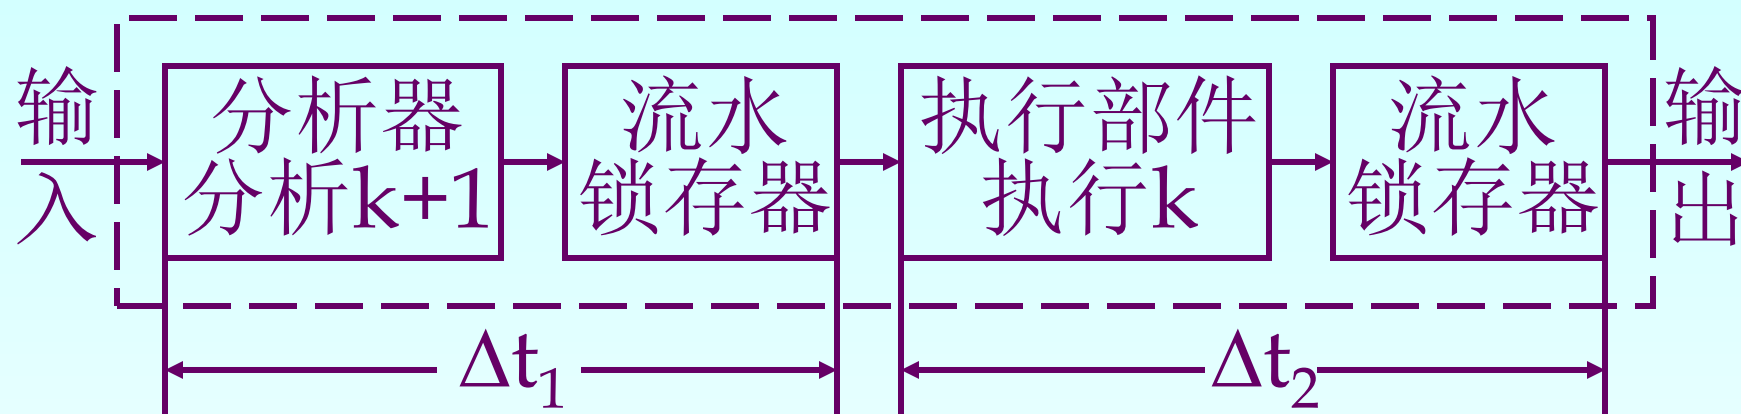 输入
分析器
分析k+1
流水
锁存器
执行部件
执行k
流水
锁存器
输出
Δt₁
Δt₂